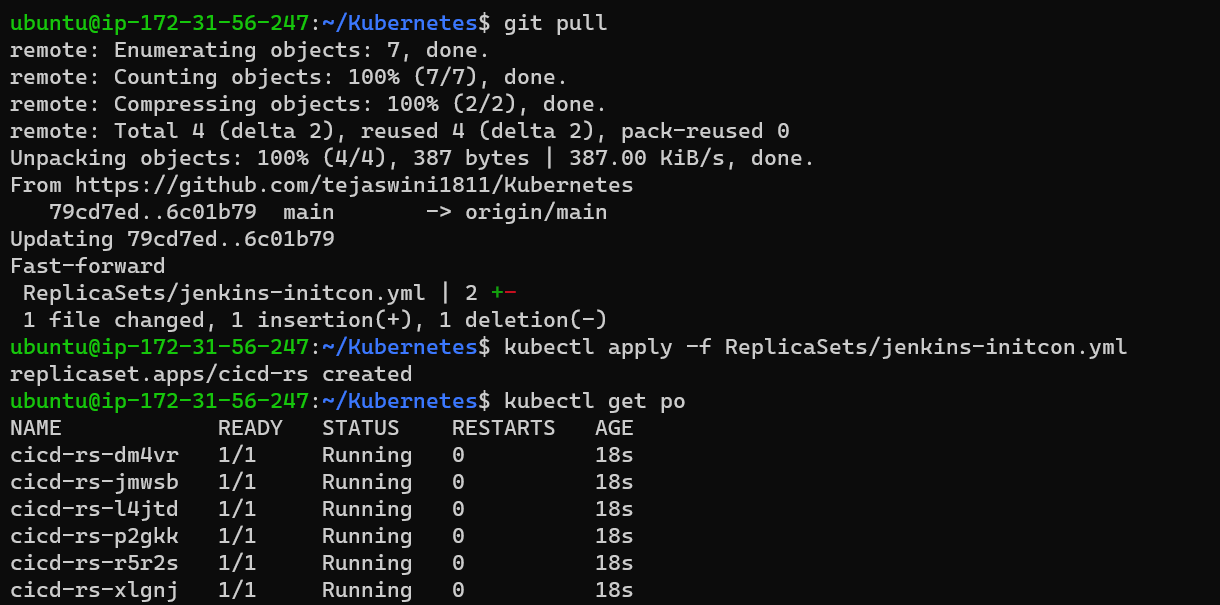 ubuntu@ip-172-31-56-247:~/Kubernetes$ git pull
remote: Enumerating objects: 7, done.
remote: Counting objects: 100% (7/7), done.
remote: Compressing objects: 100% (2/2), done.
remote: Total 4 (delta 2), reused 4 (delta 2), pack-reused 0
Unpacking objects: 100% (4/4), 387 bytes | 387.00 KiB/s, done.
From https://github.com/tejaswini1811/Kubernetes
   79cd7ed..6c01b79  main       -> origin/main
Updating 79cd7ed..6c01b79
Fast-forward
 ReplicaSets/jenkins-initcon.yml | 2 +-
 1 file changed, 1 insertion(+), 1 deletion(-)
ubuntu@ip-172-31-56-247:~/Kubernetes$ kubectl apply -f ReplicaSets/jenkins-initcon.yml
replicaset.apps/cicd-rs created
ubuntu@ip-172-31-56-247:~/Kubernetes$ kubectl get po
NAME            READY   STATUS    RESTARTS   AGE
cicd-rs-dm4vr   1/1     Running   0          18s
cicd-rs-jmwsb   1/1     Running   0          18s
cicd-rs-l4jtd   1/1     Running   0          18s
cicd-rs-p2gkk   1/1     Running   0          18s
cicd-rs-r5r2s   1/1     Running   0          18s
cicd-rs-xlgnj   1/1     Running   0          18s